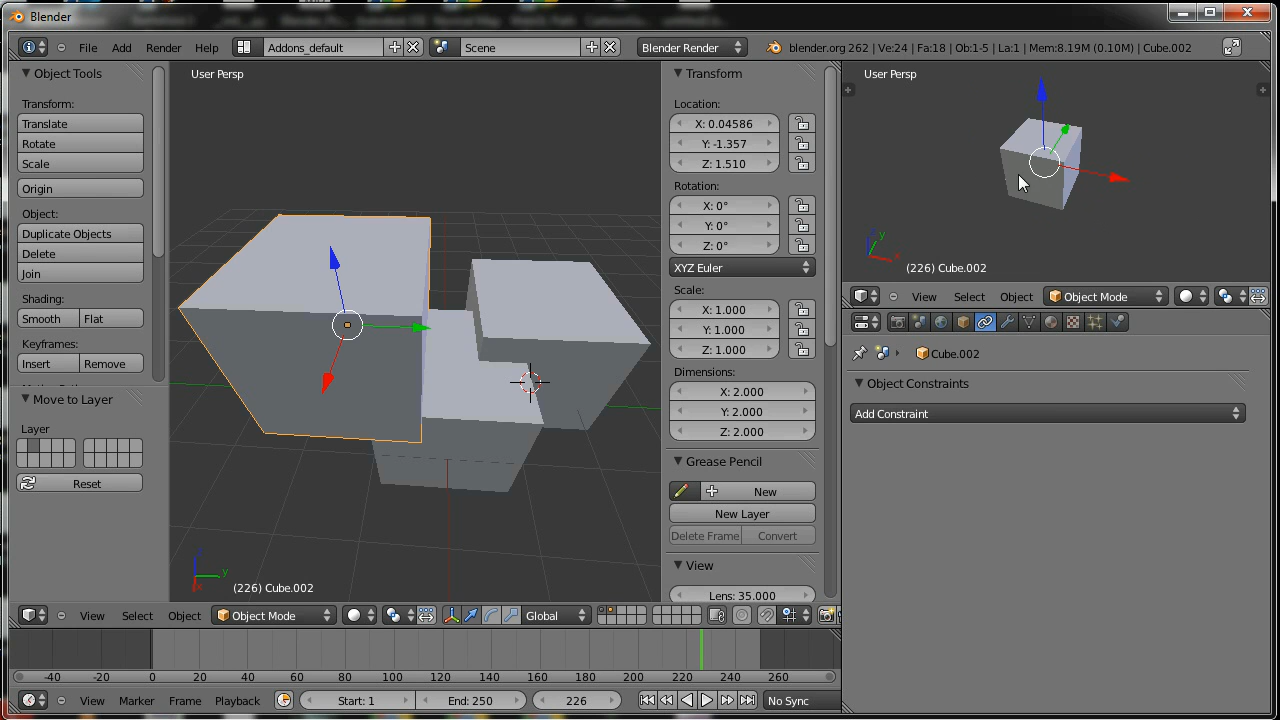 Blender
File Add Render Help Addons_default Scene Blender Render blender.org 262 | Ve:24 | Fa:18 | Ob:1-5 | La:1 | Mem:8.19M (0.10M) | Cube.002
Object Tools
Transform:
Translate
Rotate
Scale
Origin
Object:
Duplicate Objects
Delete
Join
Shading:
Smooth Flat
Keyframes:
Insert Remove
Move to Layer
Layer
Reset
User Persp
y
x
(226) Cube.002
Transform
Location:
X: 0.04586
Y: -1.357
Z: 1.510
Rotation:
X: 0°
Y: 0°
Z: 0°
XYZ Euler
Scale:
X: 1.000
Y: 1.000
Z: 1.000
Dimensions:
X: 2.000
Y: 2.000
Z: 2.000
Grease Pencil
New
New Layer
Delete Frame Convert
View
Lens: 35.000
View Select Object Object Mode Global
User Persp
y
x
(226) Cube.002
View Select Object Object Mode
Cube.002
Object Constraints
Add Constraint
-40 -20 0 20 40 60 80 100 120 140 160 180 200 220 240 260
View Marker Frame Playback Start: 1 End: 250 226 No Sync